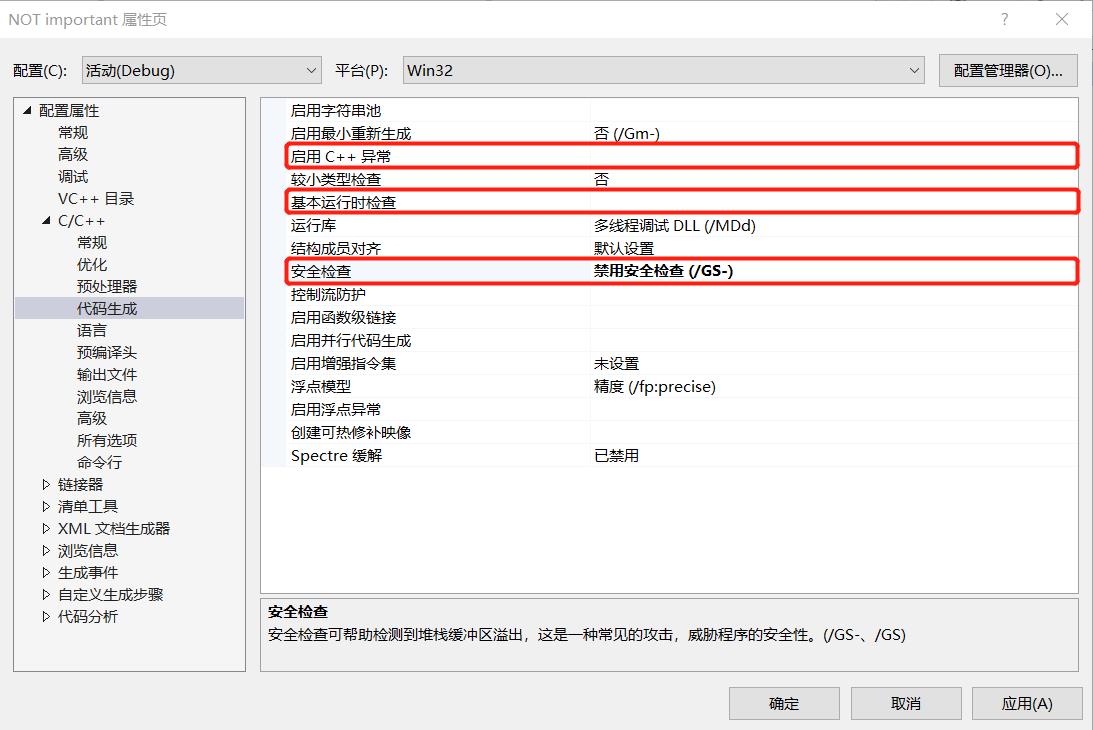 NOT important 属性页
?
配置(C): 活动(Debug) 平台(P): Win32 配置管理器(O)...
配置属性
常规
高级
调试
VC++ 目录
C/C++
常规
优化
预处理器
代码生成
语言
预编译头
输出文件
浏览信息
高级
所有选项
命令行
链接器
清单工具
XML 文档生成器
浏览信息
生成事件
自定义生成步骤
代码分析
启用字符串池
启用最小重新生成 否 (/Gm-)
启用 C++ 异常
较小类型检查 否
基本运行时检查
运行库 多线程调试 DLL (/MDd)
结构成员对齐 默认设置
安全检查 禁用安全检查 (/GS-)
控制流防护
启用函数级链接
启用并行代码生成
启用增强指令集 未设置
浮点模型 精度 (/fp:precise)
启用浮点异常
创建可热修补映像
Spectre 缓解 已禁用
安全检查
安全检查可帮助检测到堆栈缓冲区溢出，这是一种常见的攻击，威胁程序的安全性。(/GS-、/GS)
确定 取消 应用(A)